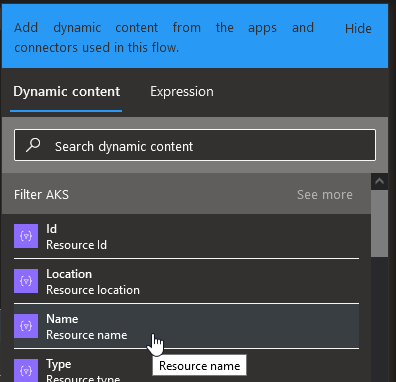 Add dynamic content from the apps and
connectors used in this flow.
Hide
Dynamic content
Expression
Search dynamic content
Filter AKS
See more
Id
Resource Id
Location
Resource location
Name
Resource name
Resource name
Type
Resource type